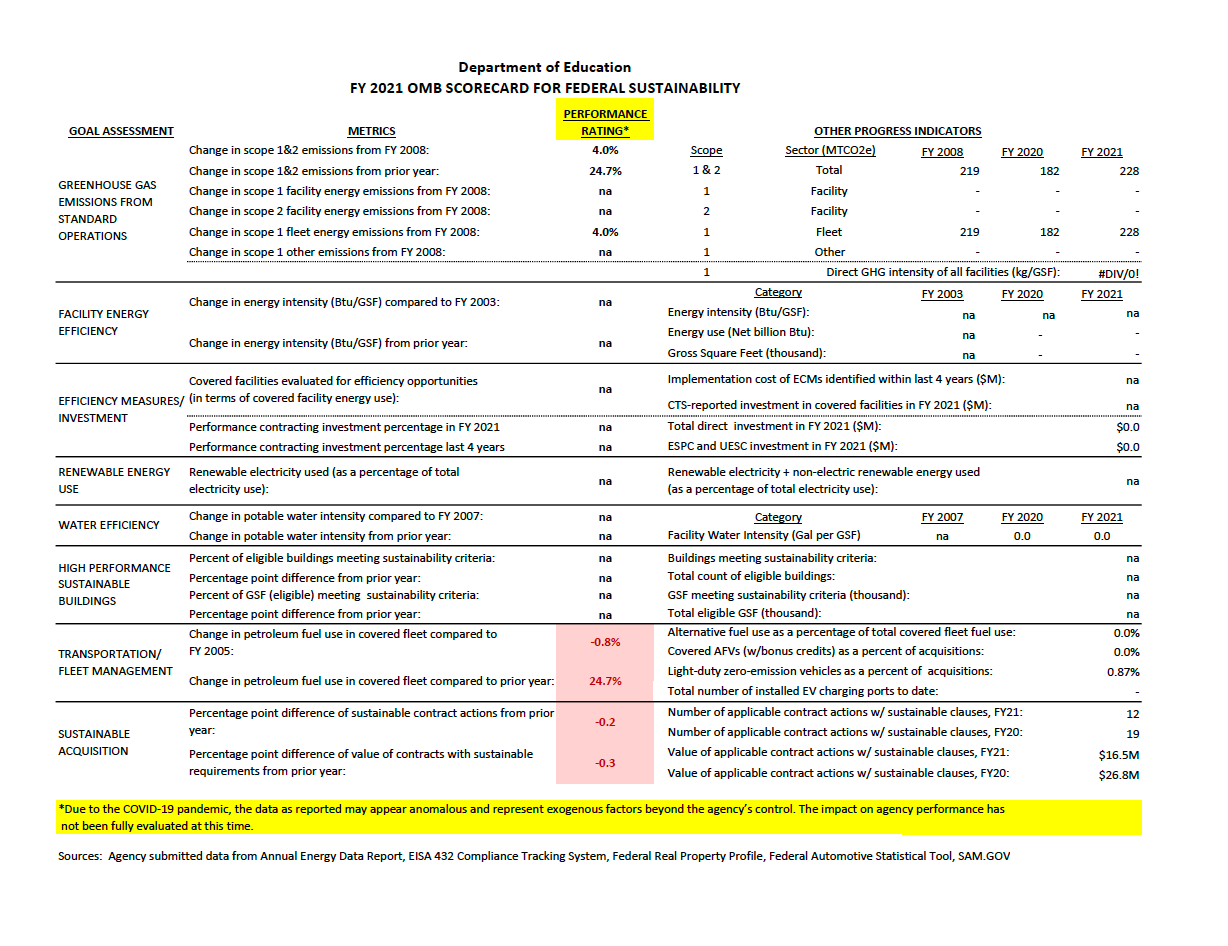 Department of Education
FY 2021 OMB SCORECARD FOR FEDERAL SUSTAINABILITY
GOAL ASSESSMENT METRICS PERFORMANCE RATING* OTHER PROGRESS INDICATORS
GREENHOUSE GAS
EMISSIONS FROM
STANDARD
OPERATIONS
Change in scope 1&2 emissions from FY 2008: 4.0% Scope Sector (MTCO2e) FY 2008 FY 2020 FY 2021
Change in scope 1&2 emissions from prior year: 24.7% 1 & 2 Total 219 182 228
Change in scope 1 facility energy emissions from FY 2008: na 1 Facility - - -
Change in scope 2 facility energy emissions from FY 2008: na 2 Facility - - -
Change in scope 1 fleet energy emissions from FY 2008: 4.0% 1 Fleet 219 182 228
Change in scope 1 other emissions from FY 2008: na 1 Other - - -
1 Direct GHG intensity of all facilities (kg/GSF): #DIV/0!
FACILITY ENERGY
EFFICIENCY
Change in energy intensity (Btu/GSF) compared to FY 2003: na
Change in energy intensity (Btu/GSF) from prior year: na
Category FY 2003 FY 2020 FY 2021
Energy intensity (Btu/GSF): na na na
Energy use (Net billion Btu): na - -
Gross Square Feet (thousand): na - -
EFFICIENCY MEASURES/
INVESTMENT
Covered facilities evaluated for efficiency opportunities
(in terms of covered facility energy use): na
Implementation cost of ECMs identified within last 4 years ($M): na
CTS-reported investment in covered facilities in FY 2021 ($M): na
Performance contracting investment percentage in FY 2021 na Total direct investment in FY 2021 ($M): $0.0
Performance contracting investment percentage last 4 years na ESPC and UESC investment in FY 2021 ($M): $0.0
RENEWABLE ENERGY
USE
Renewable electricity used (as a percentage of total
electricity use): na
Renewable electricity + non-electric renewable energy used
(as a percentage of total electricity use): na
WATER EFFICIENCY
Change in potable water intensity compared to FY 2007: na Category FY 2007 FY 2020 FY 2021
Change in potable water intensity from prior year: na Facility Water Intensity (Gal per GSF) na 0.0 0.0
HIGH PERFORMANCE
SUSTAINABLE
BUILDINGS
Percent of eligible buildings meeting sustainability criteria: na Buildings meeting sustainability criteria: na
Percentage point difference from prior year: na Total count of eligible buildings: na
Percent of GSF (eligible) meeting sustainability criteria: na GSF meeting sustainability criteria (thousand): na
Percentage point difference from prior year: na Total eligible GSF (thousand): na
TRANSPORTATION/
FLEET MANAGEMENT
Change in petroleum fuel use in covered fleet compared to
FY 2005: -0.8%
Change in petroleum fuel use in covered fleet compared to prior year: 24.7%
Alternative fuel use as a percentage of total covered fleet fuel use: 0.0%
Covered AFVs (w/bonus credits) as a percent of acquisitions: 0.0%
Light-duty zero-emission vehicles as a percent of acquisitions: 0.87%
Total number of installed EV charging ports to date: -
SUSTAINABLE
ACQUISITION
Percentage point difference of sustainable contract actions from prior
year: -0.2
Percentage point difference of value of contracts with sustainable
requirements from prior year: -0.3
Number of applicable contract actions w/ sustainable clauses, FY21: 12
Number of applicable contract actions w/ sustainable clauses, FY20: 19
Value of applicable contract actions w/ sustainable clauses, FY21: $16.5M
Value of applicable contract actions w/ sustainable clauses, FY20: $26.8M
*Due to the COVID-19 pandemic, the data as reported may appear anomalous and represent exogenous factors beyond the agency's control. The impact on agency performance has
not been fully evaluated at this time.
Sources: Agency submitted data from Annual Energy Data Report, EISA 432 Compliance Tracking System, Federal Real Property Profile, Federal Automotive Statistical Tool, SAM.GOV